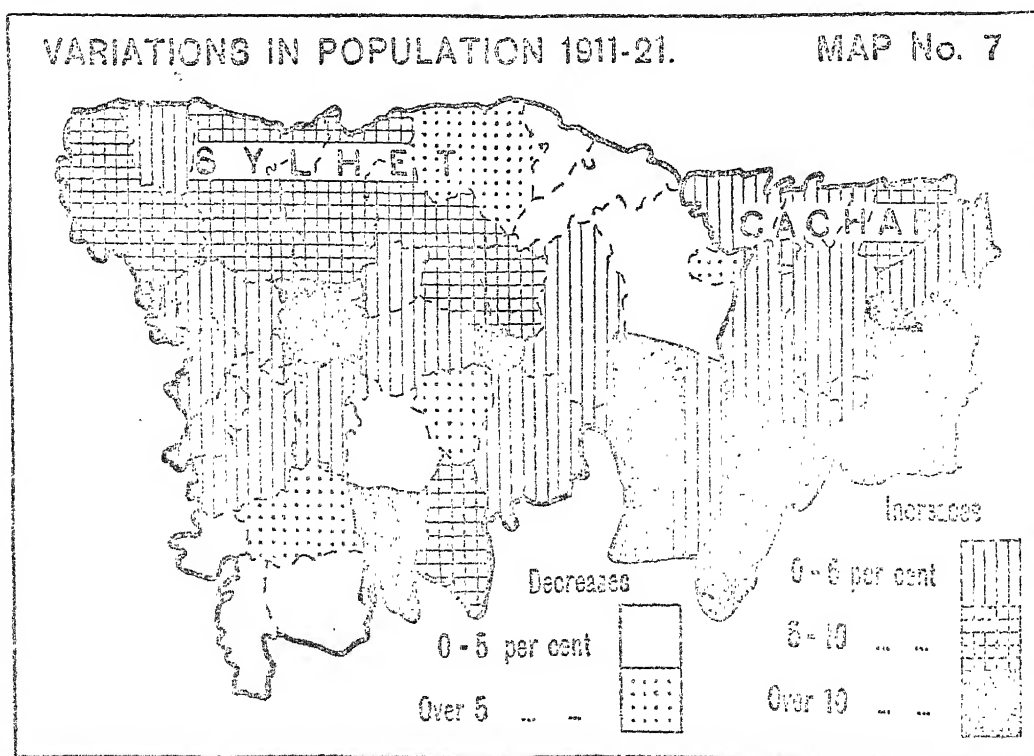 VARIATIONS IN POPULATION 1911-21. MAP No. 7
SYLHET
CACHAR
Increases
0-5 per cent
5-10 „ „
Over 10 „ „
Decreases
0-5 per cent
Over 5 „ „